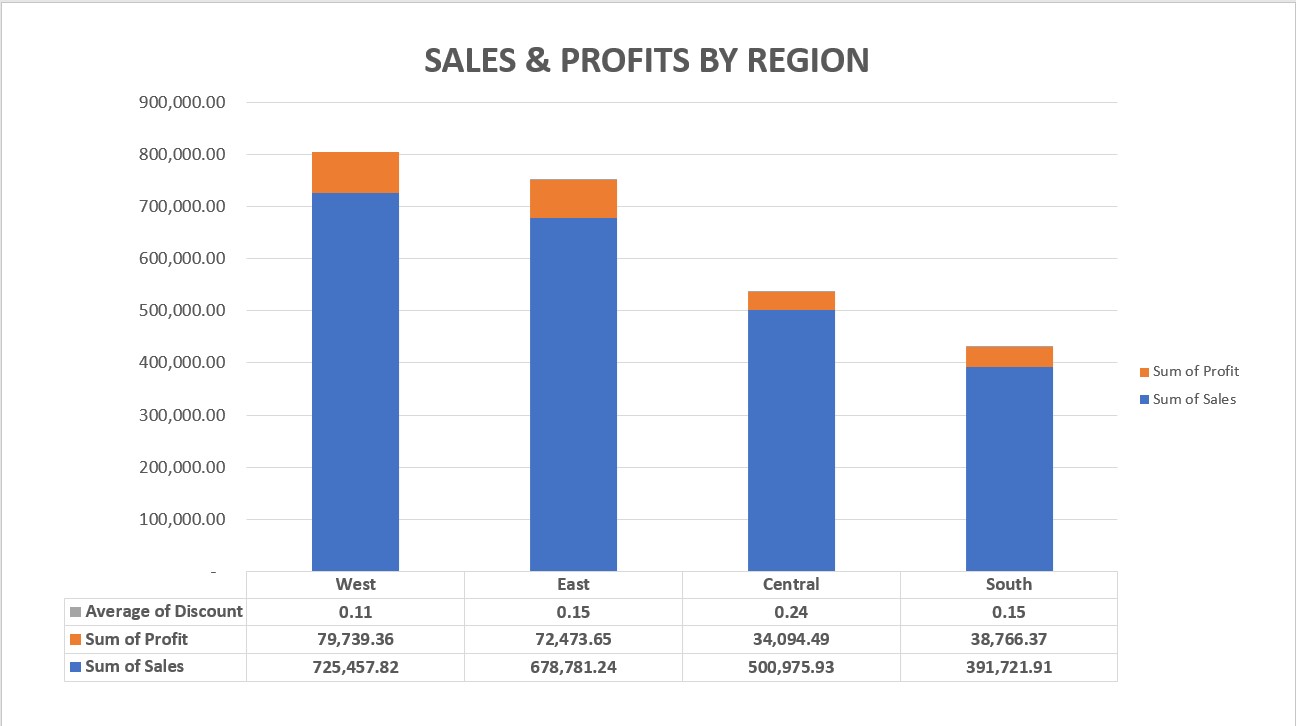 SALES & PROFITS BY REGION
900,000.00
800,000.00
700,000.00
600,000.00
500,000.00
400,000.00
300,000.00
200,000.00
100,000.00
-
Sum of Profit
Sum of Sales
West East Central South
Average of Discount 0.11 0.15 0.24 0.15
Sum of Profit 79,739.36 72,473.65 34,094.49 38,766.37
Sum of Sales 725,457.82 678,781.24 500,975.93 391,721.91